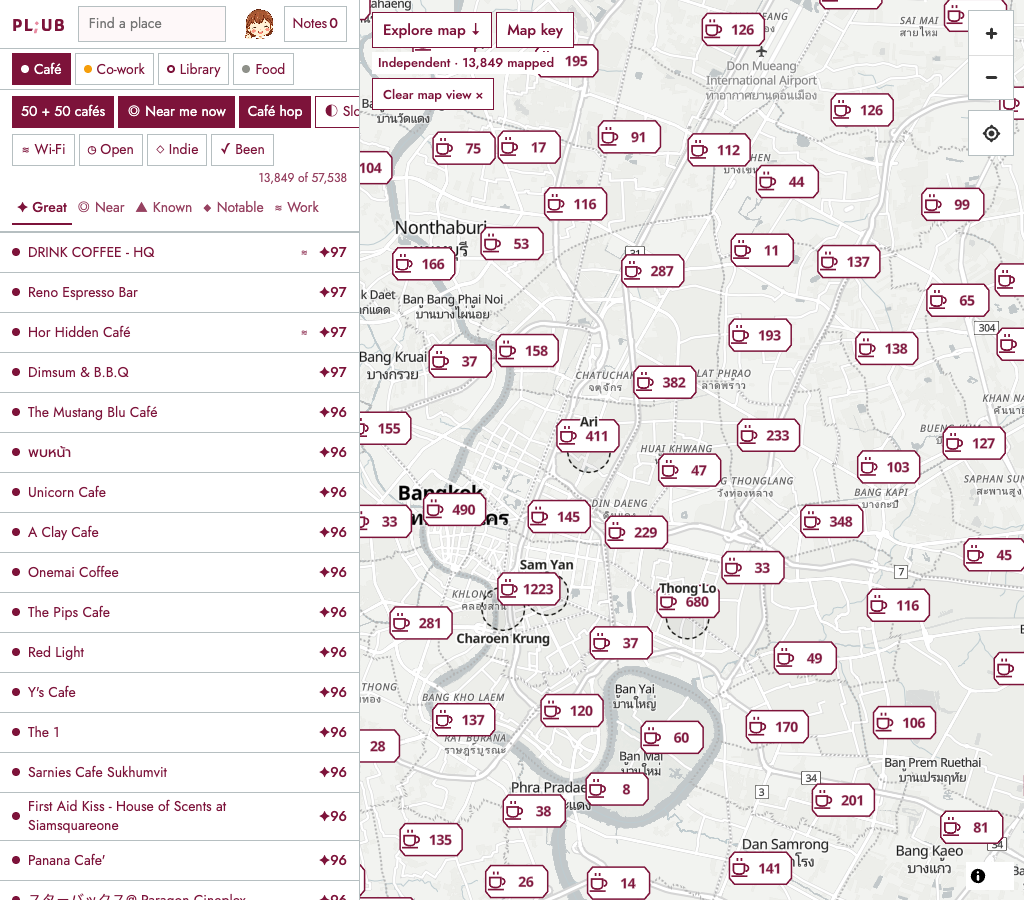 PL:UB
Find a place
Notes 0
Café
Co-work
Library
Food
50 + 50 cafés
Near me now
Café hop
Wi-Fi
Open
Indie
Been
13,849 of 57,538
Great
Near
Known
Notable
Work
DRINK COFFEE - HQ
97
Reno Espresso Bar
97
Hor Hidden Café
97
Dimsum & B.B.Q
97
The Mustang Blu Café
96
พบหน้า
96
Unicorn Cafe
96
A Clay Cafe
96
Onemai Coffee
96
The Pips Cafe
96
Red Light
96
Y's Cafe
96
The 1
96
Sarnies Cafe Sukhumvit
96
First Aid Kiss - House of Scents at
Siamsquareone
96
Panana Cafe'
96
Explore map ↓
Map key
Independent · 13,849 mapped
Clear map view ×
195
126
SAI MAI
สายไหม
Don Mueang
International Airport
ท่าอากาศยานดอนเมือง
126
บ้านวัดแดง
75
17
91
112
104
44
116
99
Nonthaburi
53
166
31
287
11
137
65
Ban Bang Phai Noi
บ้านบางไผ่น้อย
304
193
138
Bang Kruai
บางกรวย
37
158
CHATUCHAK
จตุจักร
382
LAT PHRAO
ลาดพร้าว
155
Ari
411
233
127
HUAI KHWANG
47
103
BANG KAPI
บางกะปิ
วังทองหลาง
Bangkok
490
33
145
DIN DAENG
229
348
45
Sam Yan
1223
33
7
Thong Lo
680
116
281
Charoen Krung
37
49
Ban Yai
บ้านใหญ่
BANG KHO LAEM
137
120
RAT BURANA
ราษฎร์บูรณะ
60
170
106
28
Ban Mai
บ้านใหม่
Ban Prem Ruethai
บ้านเปรมฤทัย
8
3
34
201
38
135
81
34
Dan Samrong
141
Bang Kaeo
บางแก้ว
26
14